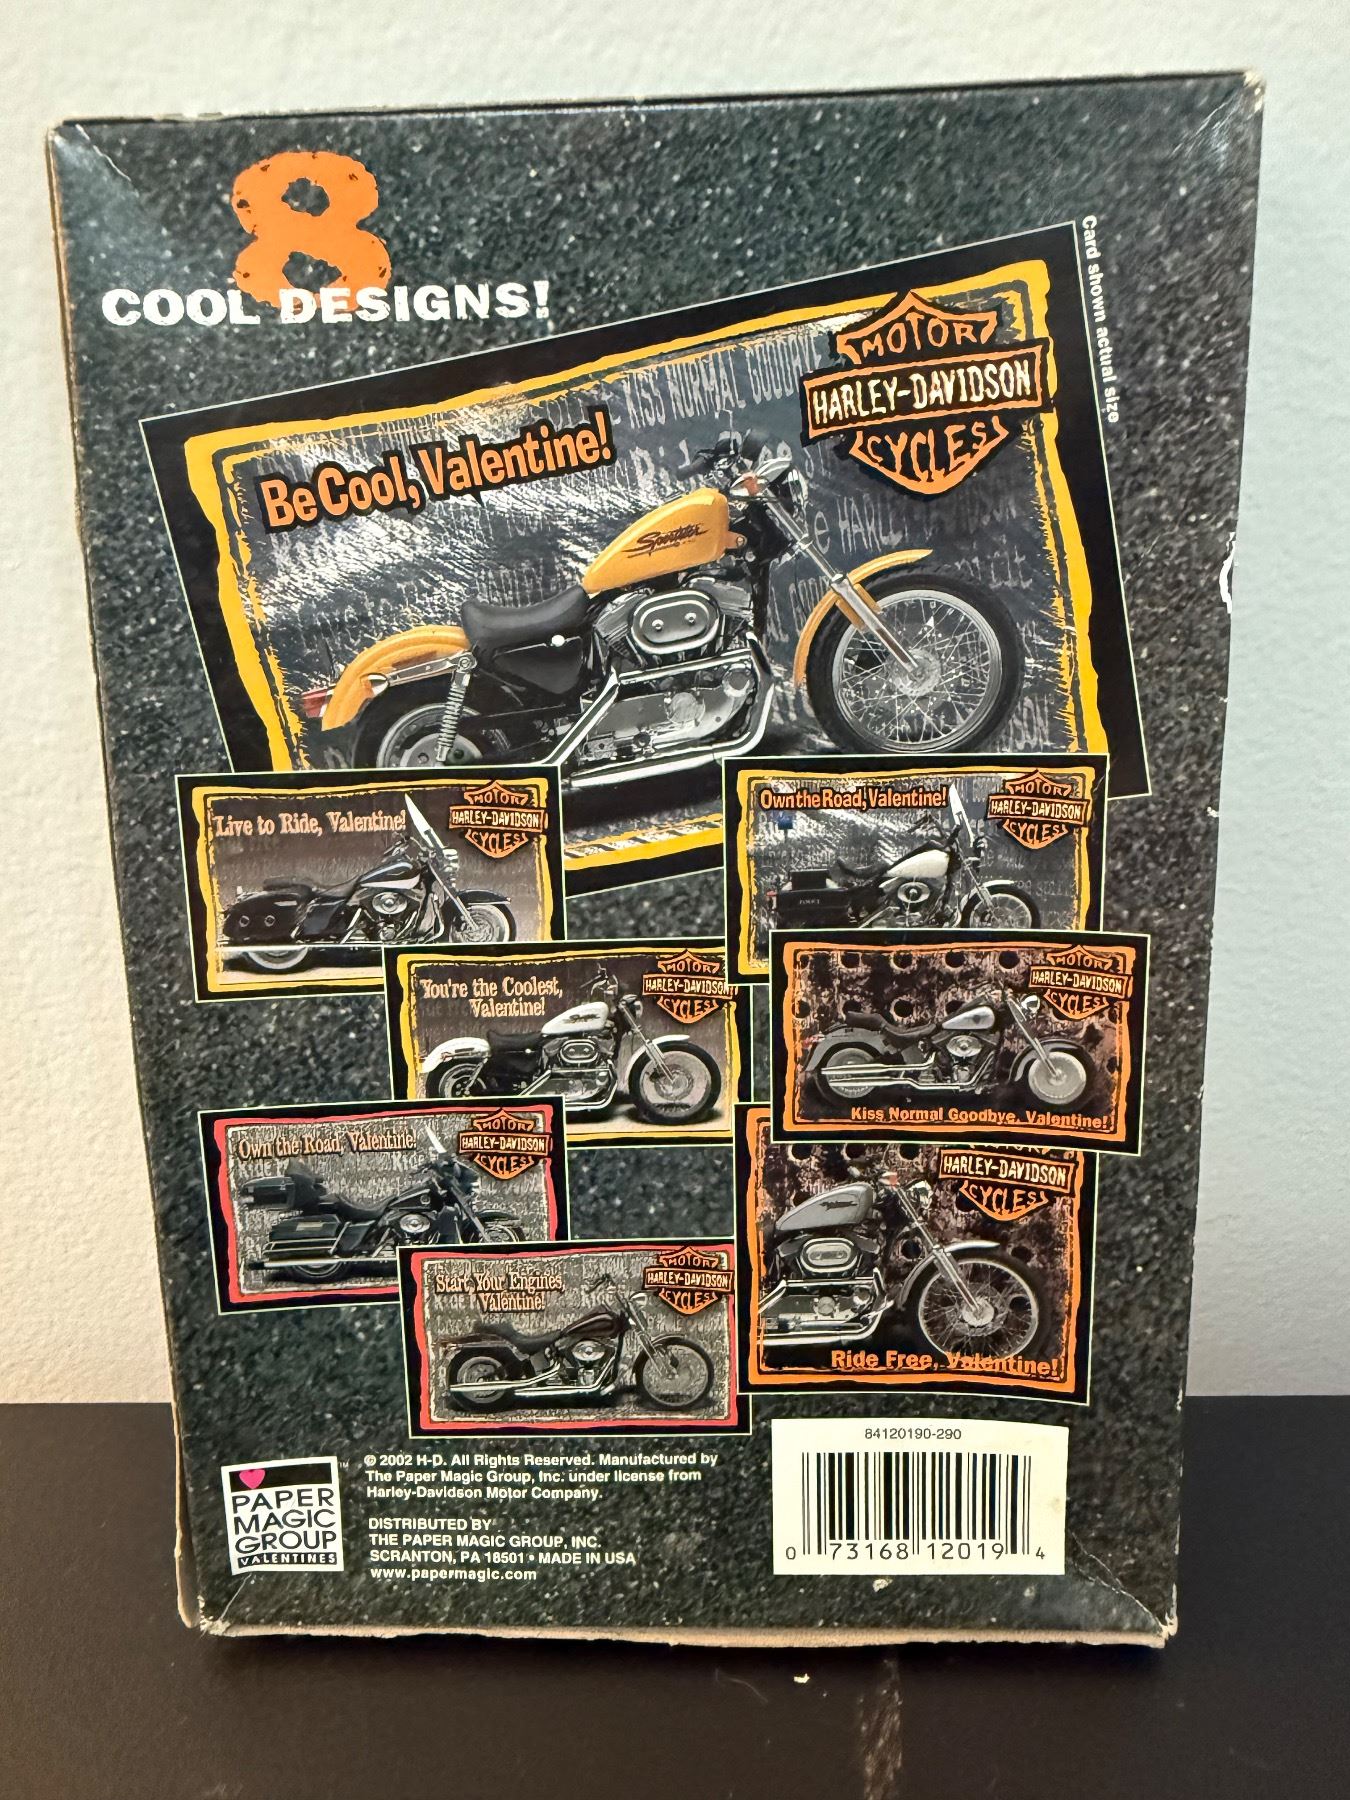 8
COOL DESIGNS!
Card shown actual size
Be Cool, Valentine!
MOTOR
HARLEY-DAVIDSON
CYCLES
KISS NORMAL GOODBYE
Sportster
Live to Ride, Valentine!
MOTOR
HARLEY-DAVIDSON
CYCLES
Own the Road, Valentine!
MOTOR
HARLEY-DAVIDSON
CYCLES
You're the Coolest,
Valentine!
MOTOR
HARLEY-DAVIDSON
CYCLES
MOTOR
HARLEY-DAVIDSON
CYCLES
Kiss Normal Goodbye, Valentine!
Own the Road, Valentine!
MOTOR
HARLEY-DAVIDSON
CYCLES
HARLEY-DAVIDSON
CYCLES
Ride Free, Valentine!
Start Your Engines,
Valentine!
MOTOR
HARLEY-DAVIDSON
CYCLES
PAPER
MAGIC
GROUP
VALENTINES
TM
© 2002 H-D. All Rights Reserved. Manufactured by
The Paper Magic Group, Inc. under license from
Harley-Davidson Motor Company.
DISTRIBUTED BY
THE PAPER MAGIC GROUP, INC.
SCRANTON, PA 18501 • MADE IN USA
www.papermagic.com
84120190-290
0 73168 12019 4